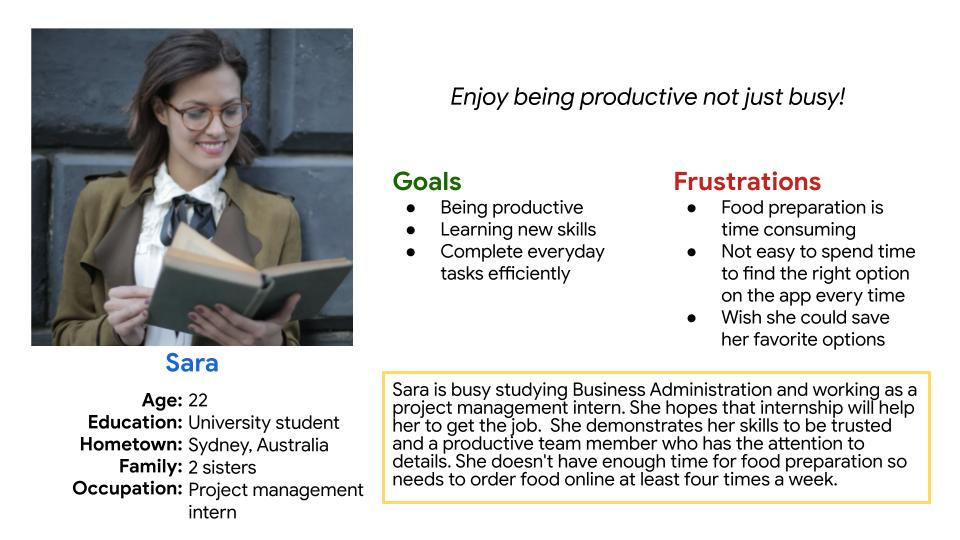 Enjoy being productive not just busy!
Goals
● Being productive
● Learning new skills
● Complete everyday
tasks efficiently
Frustrations
● Food preparation is
time consuming
● Not easy to spend time
to find the right option
on the app every time
● Wish she could save
her favorite options
Sara
Age: 22
Education: University student
Hometown: Sydney, Australia
Family: 2 sisters
Occupation: Project management
intern
Sara is busy studying Business Administration and working as a
project management intern. She hopes that internship will help
her to get the job.  She demonstrates her skills to be trusted
and a productive team member who has the attention to
details. She doesn't have enough time for food preparation so
needs to order food online at least four times a week.